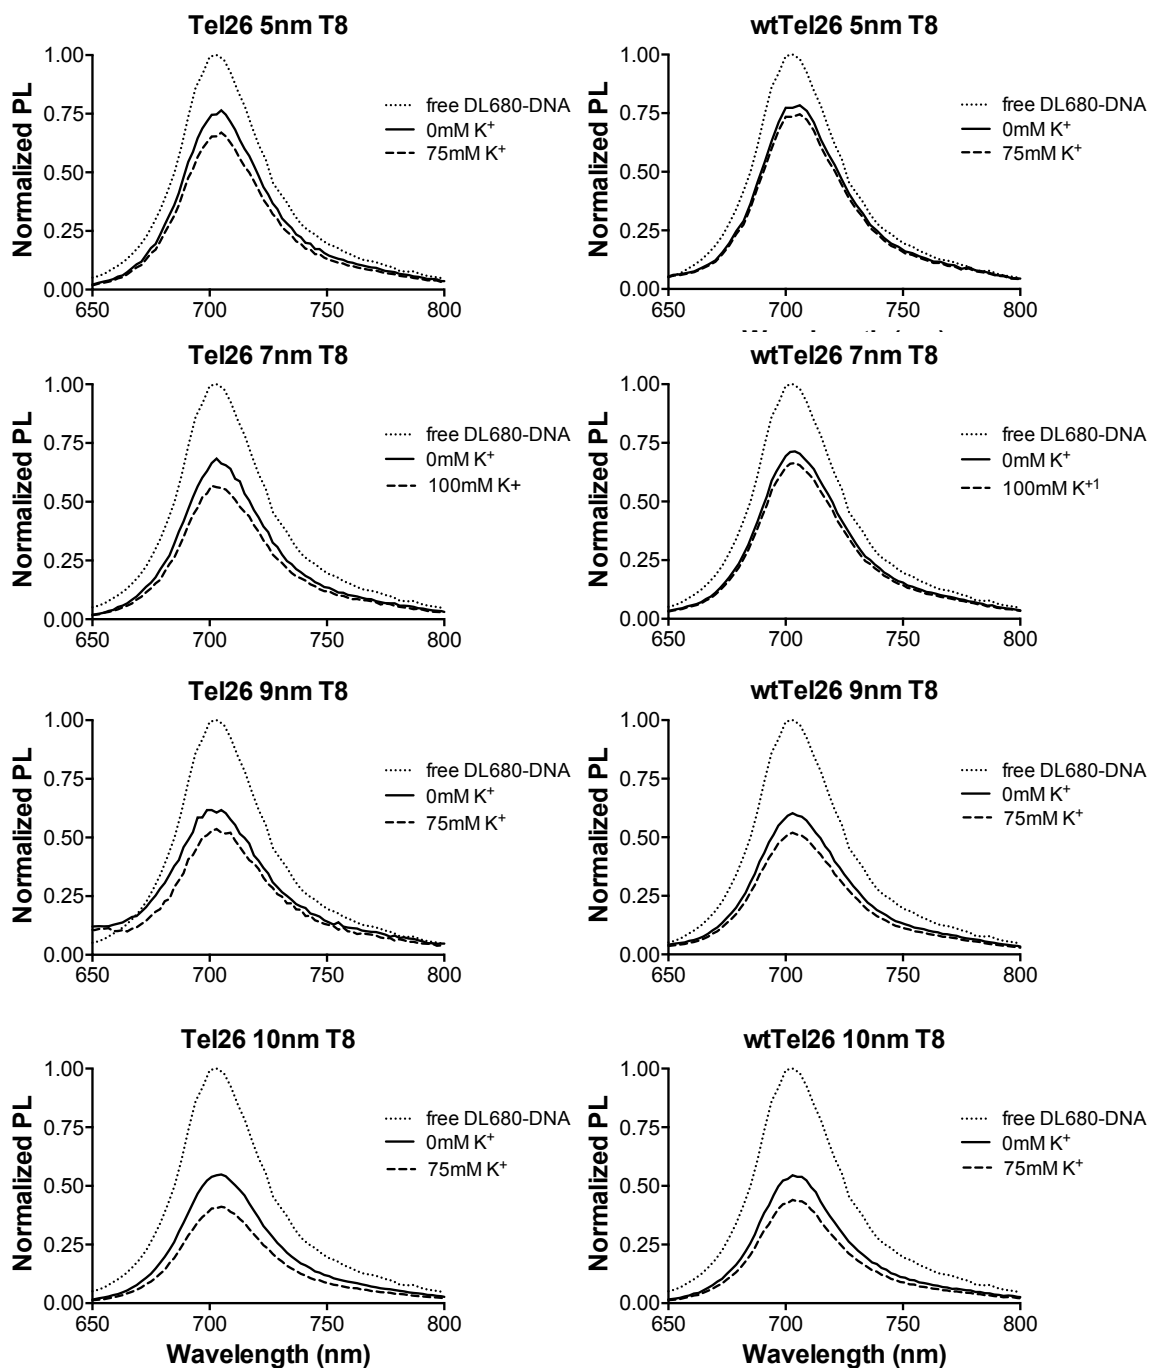 Tel26 5nm T8
Normalized PL
1.00
0.75
0.50
0.25
0.00
650
700
750
800
free DL680-DNA
0mM K⁺
75mM K⁺
wtTel26 5nm T8
Normalized PL
1.00
0.75
0.50
0.25
0.00
650
700
750
800
free DL680-DNA
0mM K⁺
75mM K⁺
Tel26 7nm T8
Normalized PL
1.00
0.75
0.50
0.25
0.00
650
700
750
800
free DL680-DNA
0mM K⁺
100mM K+
wtTel26 7nm T8
Normalized PL
1.00
0.75
0.50
0.25
0.00
650
700
750
800
free DL680-DNA
0mM K⁺
100mM K⁺¹
Tel26 9nm T8
Normalized PL
1.00
0.75
0.50
0.25
0.00
650
700
750
800
free DL680-DNA
0mM K⁺
75mM K⁺
wtTel26 9nm T8
Normalized PL
1.00
0.75
0.50
0.25
0.00
650
700
750
800
free DL680-DNA
0mM K⁺
75mM K⁺
Tel26 10nm T8
Normalized PL
1.00
0.75
0.50
0.25
0.00
650
700
750
800
Wavelength (nm)
free DL680-DNA
0mM K⁺
75mM K⁺
wtTel26 10nm T8
Normalized PL
1.00
0.75
0.50
0.25
0.00
650
700
750
800
Wavelength (nm)
free DL680-DNA
0mM K⁺
75mM K⁺